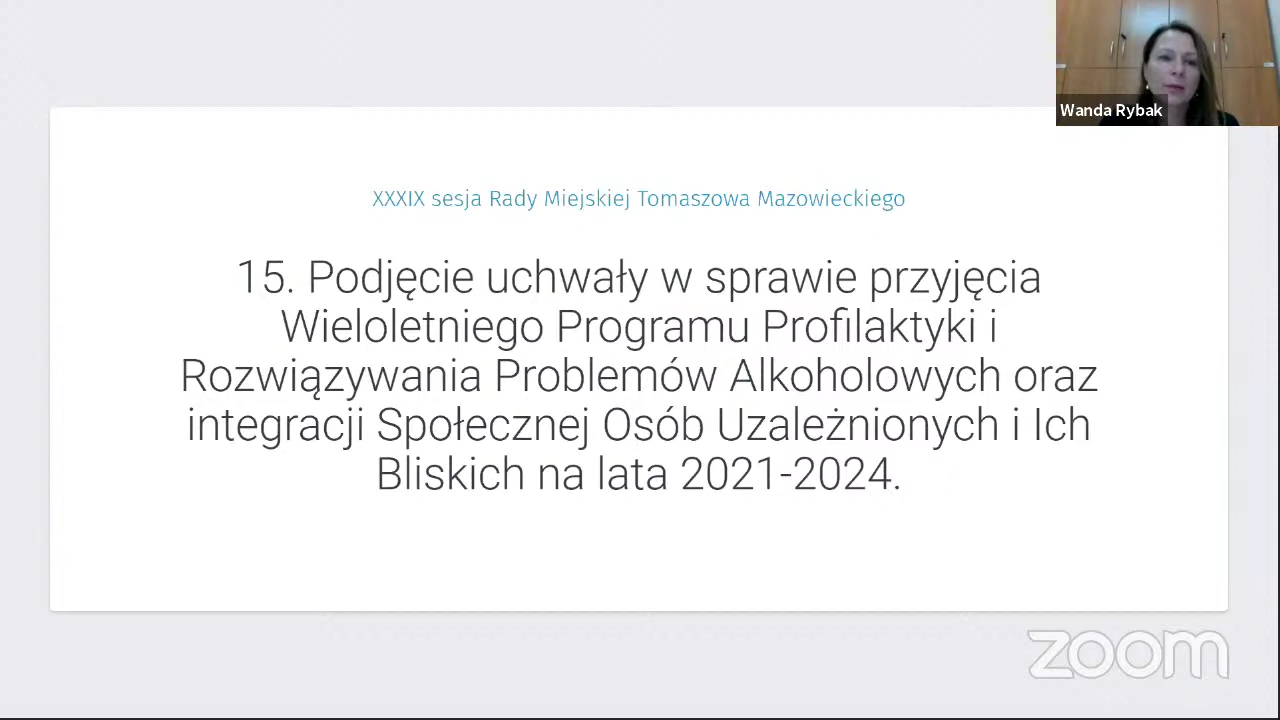 Wanda Rybak
XXXIX sesja Rady Miejskiej Tomaszowa Mazowieckiego
15. Podjęcie uchwały w sprawie przyjęcia
Wieloletniego Programu Profilaktyki i
Rozwiązywania Problemów Alkoholowych oraz
integracji Społecznej Osób Uzależnionych i Ich
Bliskich na lata 2021-2024.
zoom